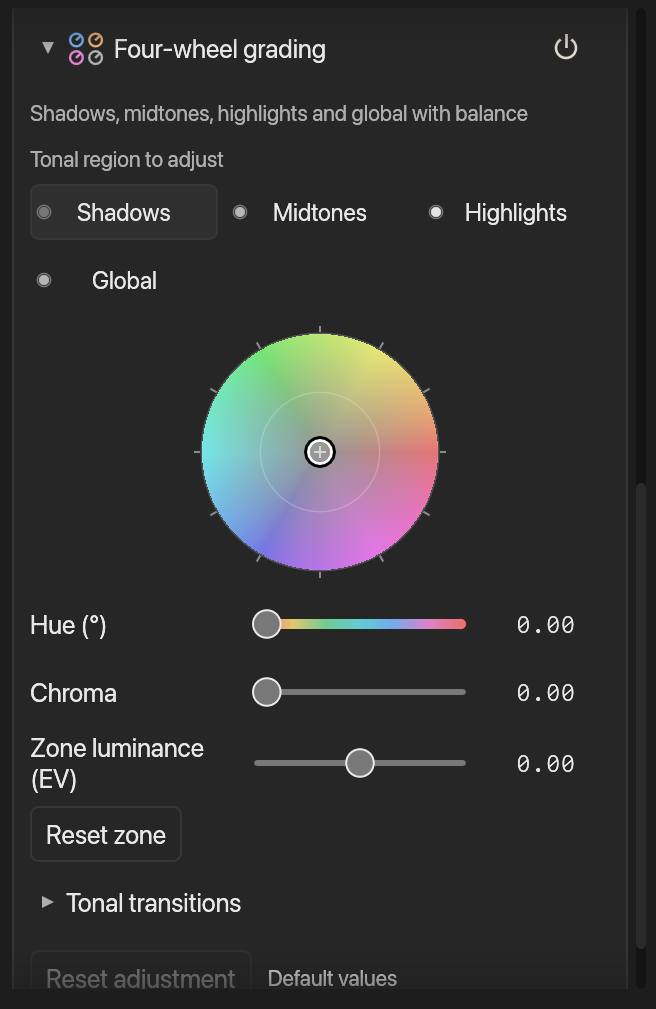 Four-wheel grading
Shadows, midtones, highlights and global with balance
Tonal region to adjust
Shadows Midtones Highlights
Global
Hue (°) 0.00
Chroma 0.00
Zone luminance
(EV) 0.00
Reset zone
Tonal transitions
Reset adjustment Default values